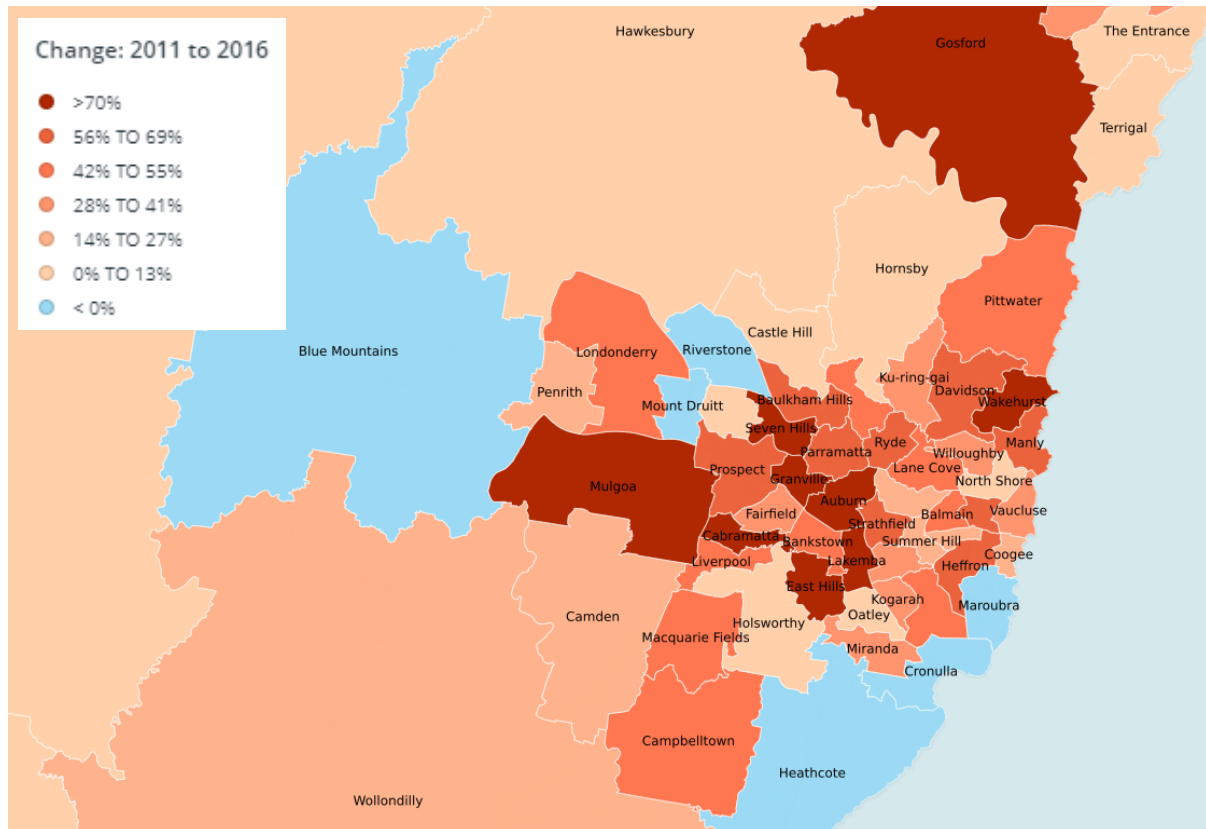 Change: 2011 to 2016
>70%
56% TO 69%
42% TO 55%
28% TO 41%
14% TO 27%
0% TO 13%
< 0%
Hawkesbury
Gosford
The Entrance
Terrigal
Hornsby
Pittwater
Castle Hill
Blue Mountains
Londonderry
Riverstone
Ku-ring-gai
Davidson
Penrith
Mount Druitt
Baulkham Hills
Wakehurst
Seven Hills
Parramatta
Ryde
Manly
Willoughby
Prospect
Lane Cove
Granville
North Shore
Mulgoa
Auburn
Fairfield
Strathfield
Balmain
Vaucluse
Cabramatta
Bankstown
Summer Hill
Coogee
Liverpool
Lakemba
Heffron
East Hills
Kogarah
Maroubra
Camden
Oatley
Holsworthy
Macquarie Fields
Miranda
Cronulla
Campbelltown
Heathcote
Wollondilly